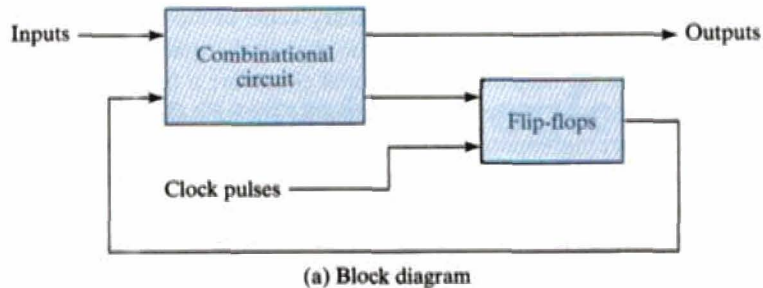 Inputs
Combinational
circuit
Outputs
Flip-flops
Clock pulses
(a) Block diagram